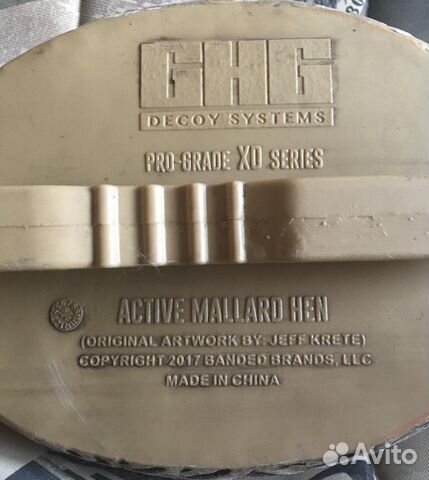 GHG
DECOY SYSTEMS
PRO-GRADE XD SERIES
ACTIVE MALLARD HEN
(ORIGINAL ARTWORK BY: JEFF KRETE)
COPYRIGHT 2017 BANDED BRANDS, LLC
MADE IN CHINA
Avito